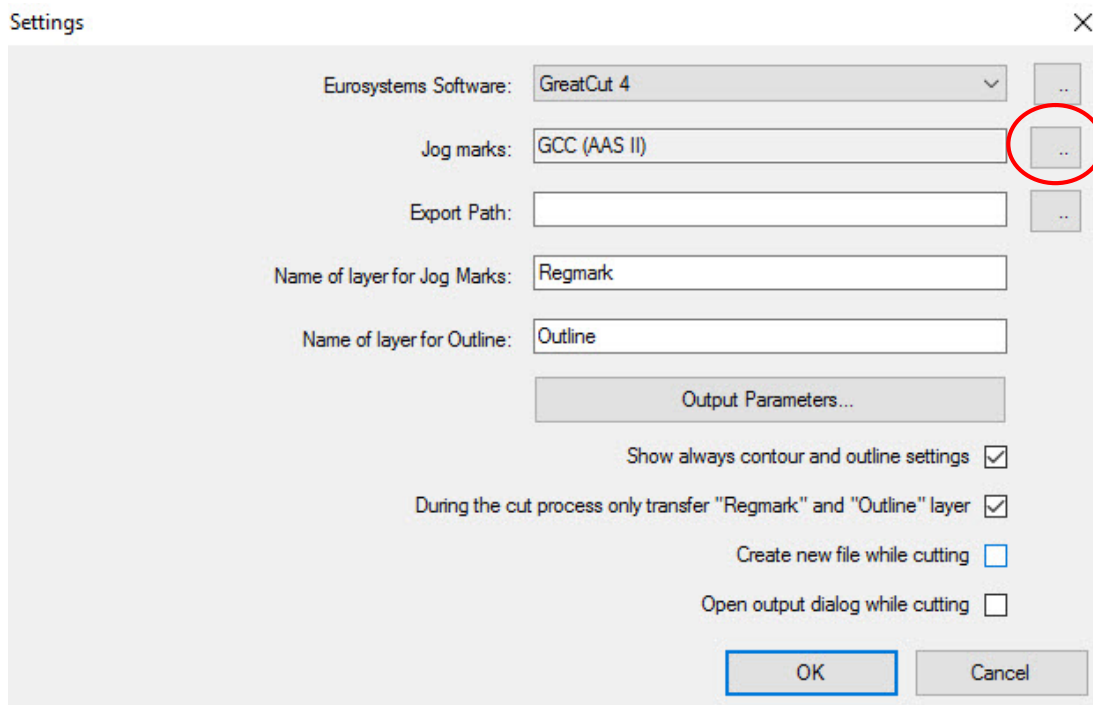 Settings
Eurosystems Software: GreatCut 4 ..
Jog marks: GCC (AAS II) ..
Export Path: ..
Name of layer for Jog Marks: Regmark
Name of layer for Outline: Outline
Output Parameters...
Show always contour and outline settings
During the cut process only transfer "Regmark" and "Outline" layer
Create new file while cutting
Open output dialog while cutting
OK Cancel